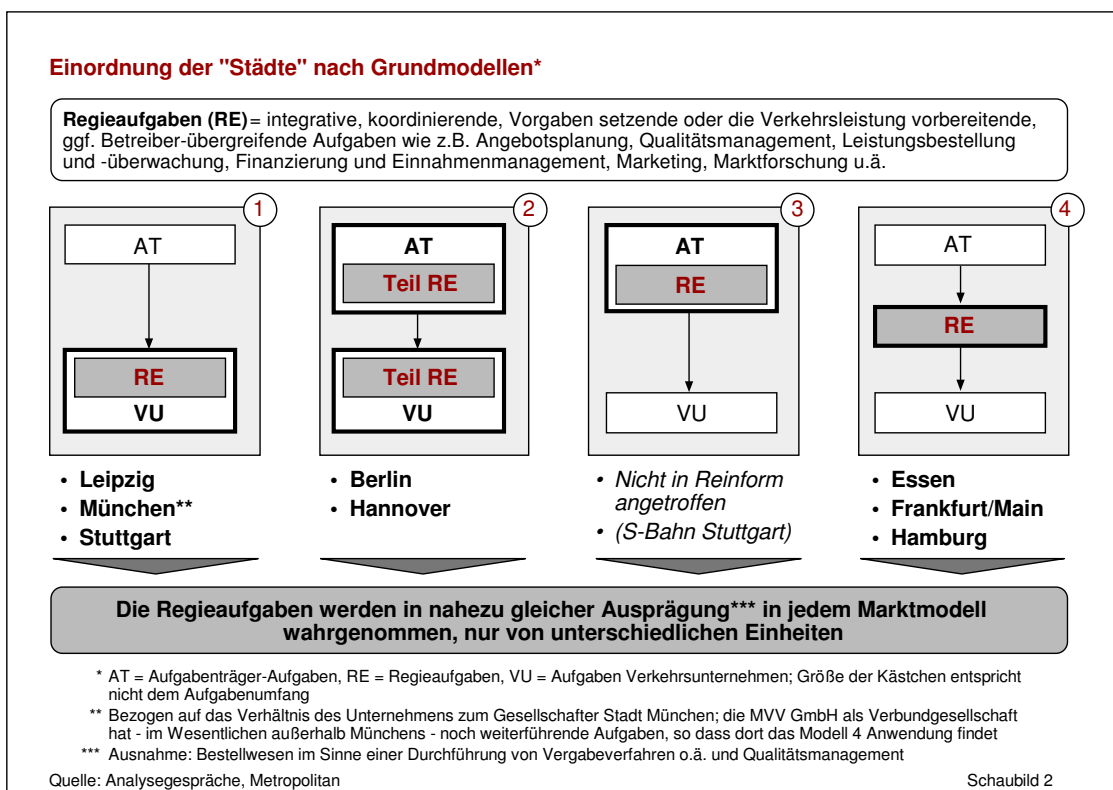 Einordnung der "Städte" nach Grundmodellen*
Regieaufgaben (RE)= integrative, koordinierende, Vorgaben setzende oder die Verkehrsleistung vorbereitende,
ggf. Betreiber-übergreifende Aufgaben wie z.B. Angebotsplanung, Qualitätsmanagement, Leistungsbestellung
und -überwachung, Finanzierung und Einnahmenmanagement, Marketing, Marktforschung u.ä.
1
AT
RE
VU
• Leipzig
• München**
• Stuttgart
2
AT
Teil RE
Teil RE
VU
• Berlin
• Hannover
3
AT
RE
VU
• Nicht in Reinform
angetroffen
• (S-Bahn Stuttgart)
4
AT
RE
VU
• Essen
• Frankfurt/Main
• Hamburg
Die Regieaufgaben werden in nahezu gleicher Ausprägung*** in jedem Marktmodell
wahrgenommen, nur von unterschiedlichen Einheiten
* AT = Aufgabenträger-Aufgaben, RE = Regieaufgaben, VU = Aufgaben Verkehrsunternehmen; Größe der Kästchen entspricht
nicht dem Aufgabenumfang
** Bezogen auf das Verhältnis des Unternehmens zum Gesellschafter Stadt München; die MVV GmbH als Verbundgesellschaft
hat - im Wesentlichen außerhalb Münchens - noch weiterführende Aufgaben, so dass dort das Modell 4 Anwendung findet
*** Ausnahme: Bestellwesen im Sinne einer Durchführung von Vergabeverfahren o.ä. und Qualitätsmanagement
Quelle: Analysegespräche, Metropolitan
Schaubild 2